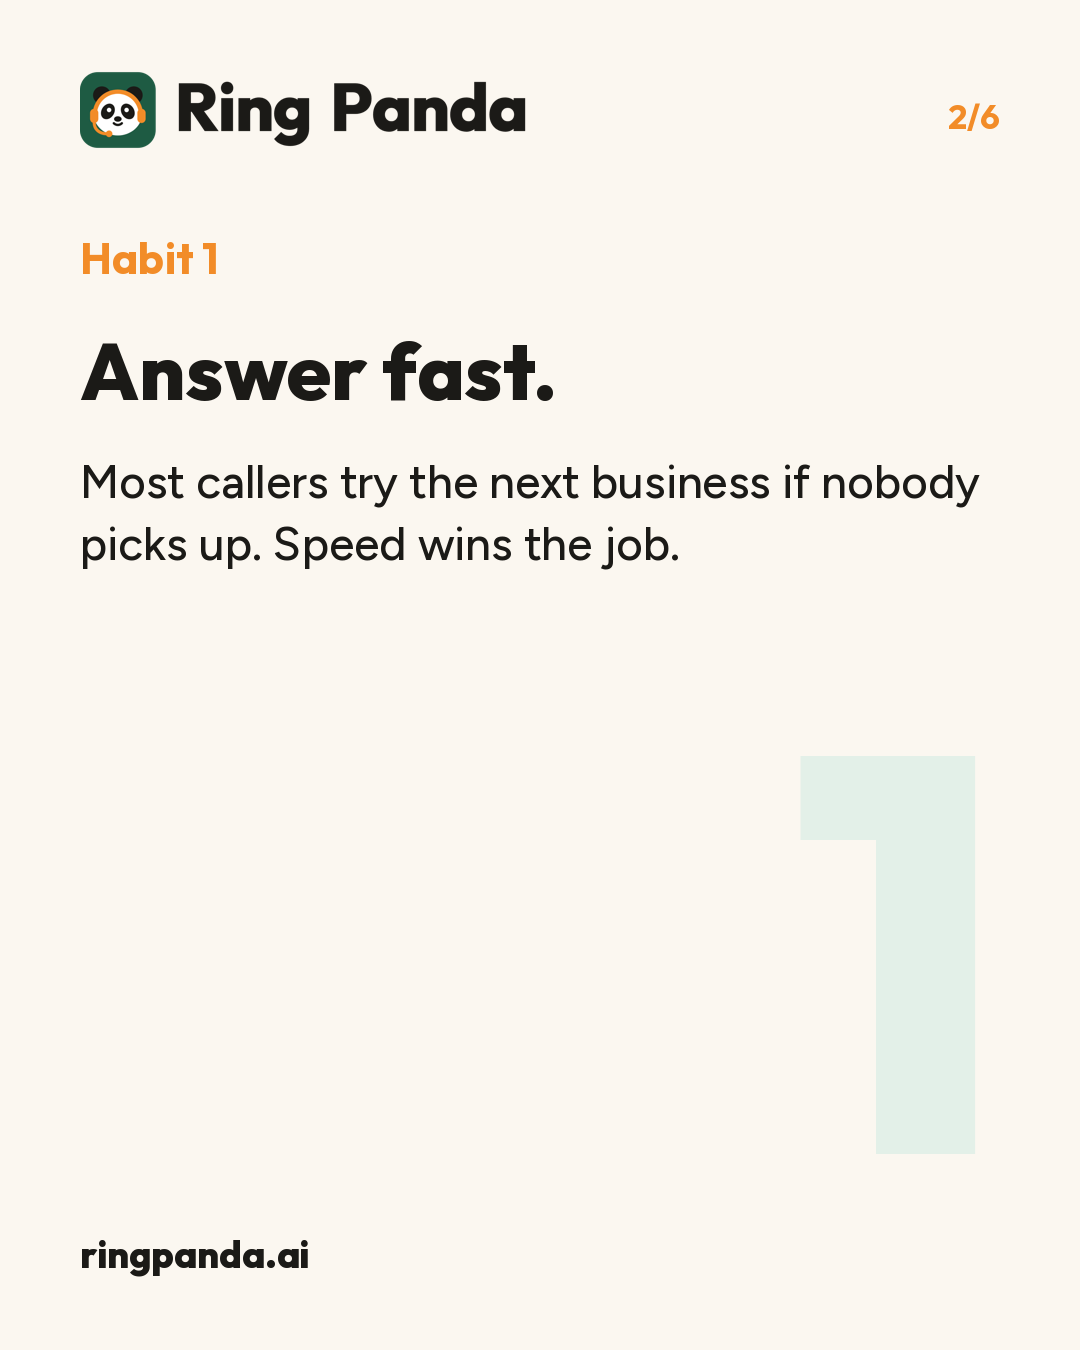 Ring Panda
2/6
Habit 1
Answer fast.
Most callers try the next business if nobody
picks up. Speed wins the job.
1
ringpanda.ai